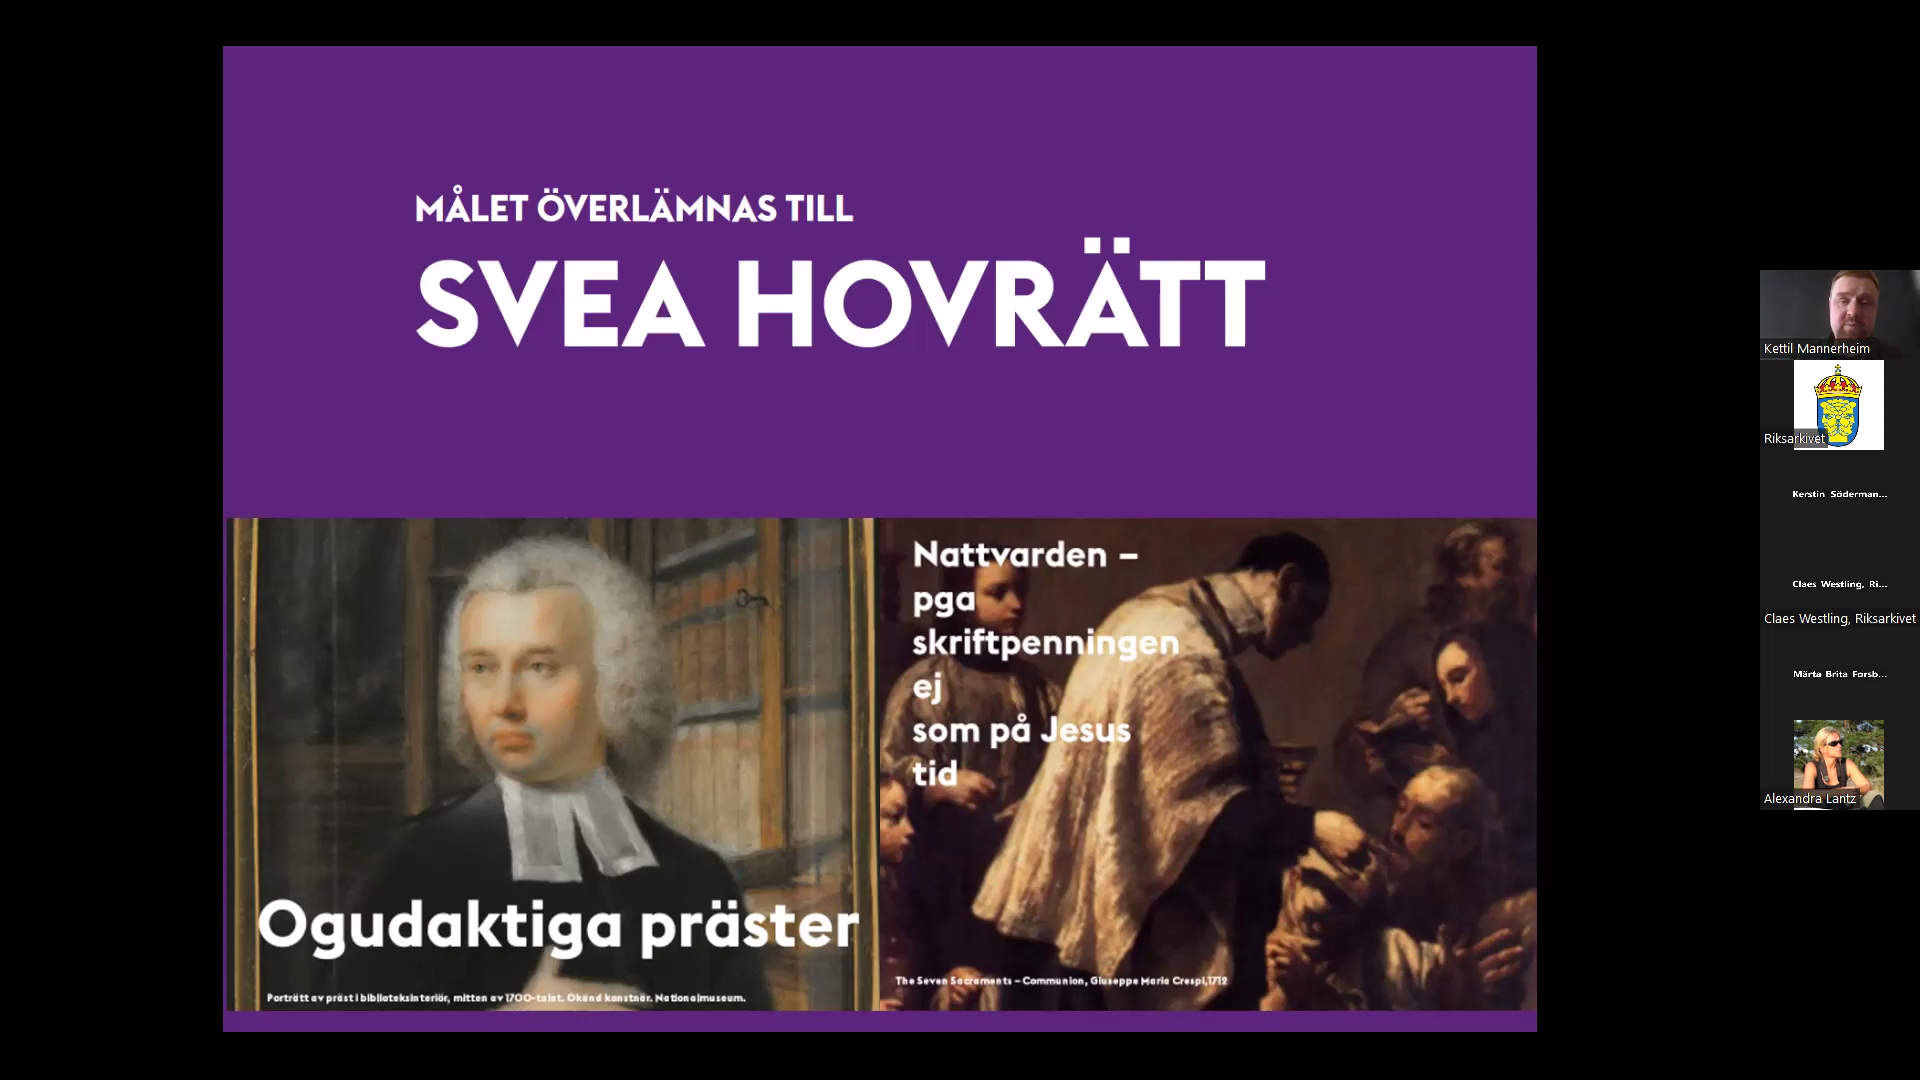 MÅLET ÖVERLÄMNAS TILL
SVEA HOVRÄTT
Ogudaktiga präster
Porträtt av präst i biblioteksinteriör, mitten av 1700-talet. Okänd konstnär. Nationalmuseum.
Nattvarden –
pga
skriftpenningen
ej
som på Jesus
tid
The Seven Sacraments – Communion, Giuseppe Maria Crespi,1712
Kettil Mannerheim
Riksarkivet
Kerstin Söderman...
Claes Westling, Ri...
Claes Westling, Riksarkivet
Märta Brita Forsb...
Alexandra Lantz